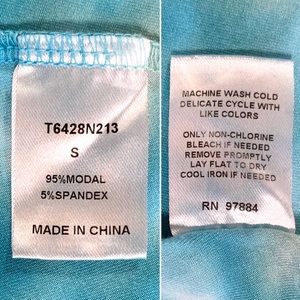 T6428N213
S
95%MODAL
5%SPANDEX
MADE IN CHINA
MACHINE WASH COLD
DELICATE CYCLE WITH
LIKE COLORS
ONLY NON-CHLORINE
BLEACH IF NEEDED
REMOVE PROMPTLY
LAY FLAT TO DRY
COOL IRON IF NEEDED
RN 97884